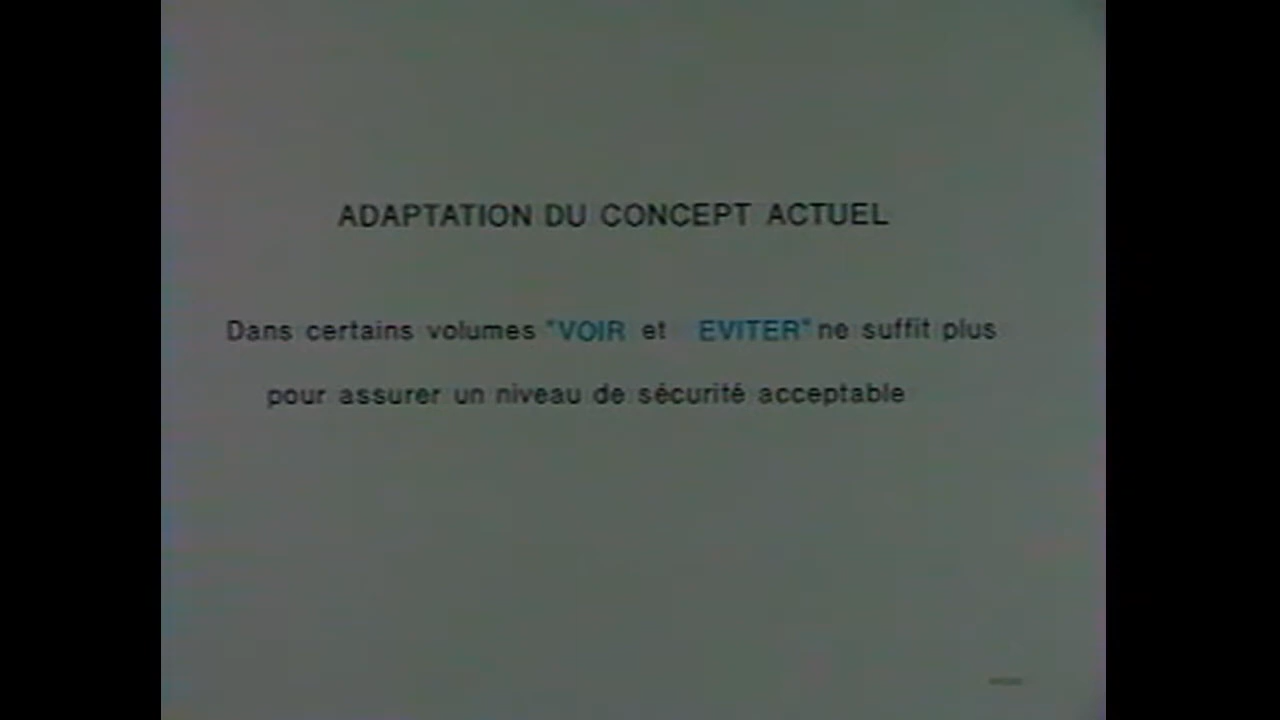 ADAPTATION DU CONCEPT ACTUEL
Dans certains volumes "VOIR et EVITER" ne suffit plus
pour assurer un niveau de sécurité acceptable